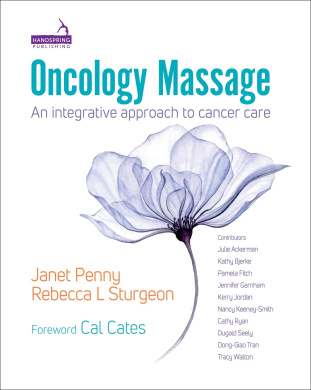 HANDSPRING
PUBLISHING
Oncology Massage
An integrative approach to cancer care
Janet Penny
Rebecca L Sturgeon
Foreword Cal Cates
Contributors
Julie Ackerman
Kathy Bjerke
Pamela Fitch
Jennifer Garnham
Kerry Jordan
Nancy Keeney-Smith
Cathy Ryan
Dugald Seely
Dong-Giao Tran
Tracy Walton